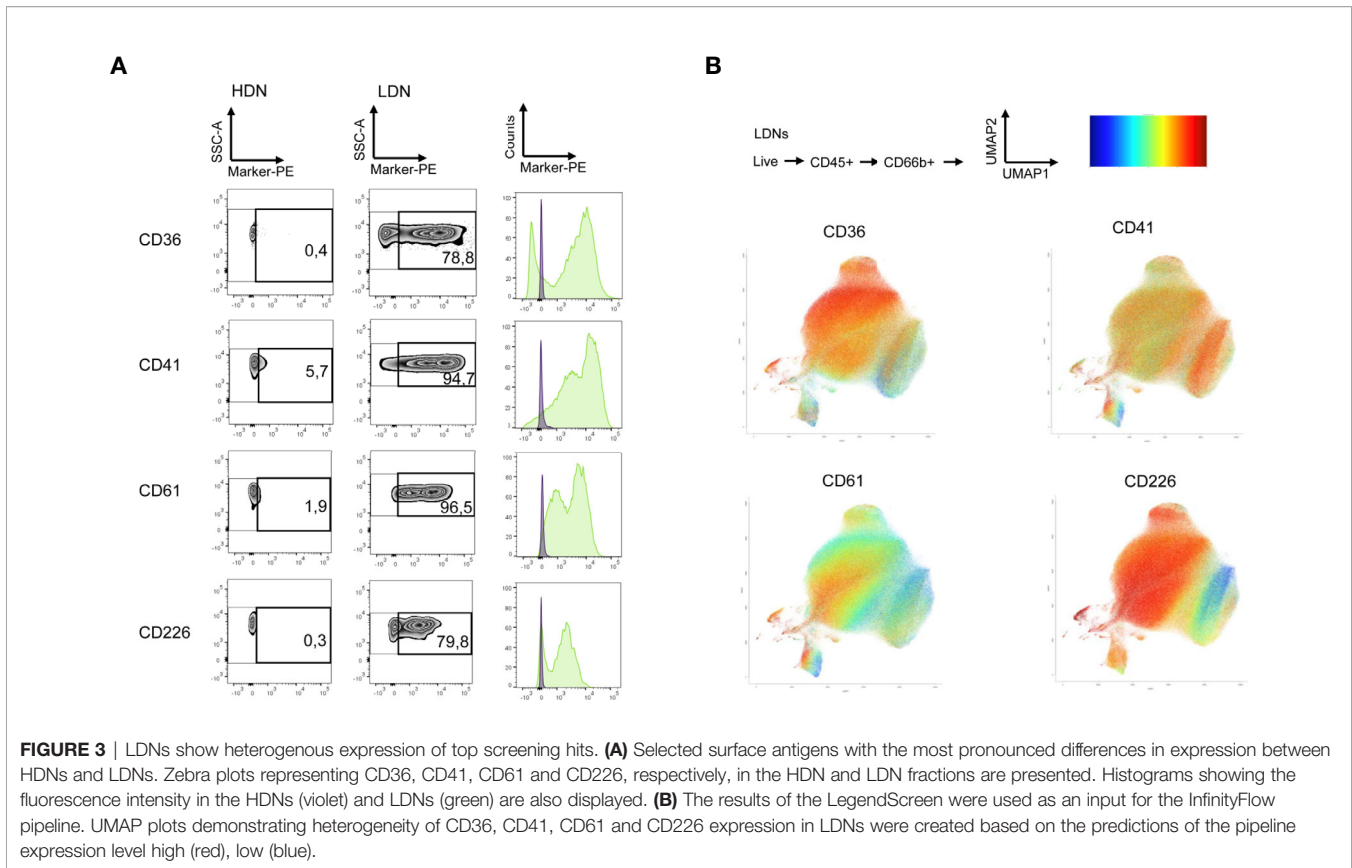 A
B
HDN
LDN
SSC-A
Marker-PE
SSC-A
Marker-PE
Counts
Marker-PE
LDNs
Live CD45+ CD66b+
UMAP2
UMAP1
CD36
0,4
78,8
CD41
5,7
94,7
CD61
1,9
96,5
CD226
0,3
79,8
CD36
CD41
CD61
CD226
FIGURE 3 | LDNs show heterogenous expression of top screening hits. (A) Selected surface antigens with the most pronounced differences in expression between
HDNs and LDNs. Zebra plots representing CD36, CD41, CD61 and CD226, respectively, in the HDN and LDN fractions are presented. Histograms showing the
fluorescence intensity in the HDNs (violet) and LDNs (green) are also displayed. (B) The results of the LegendScreen were used as an input for the InfinityFlow
pipeline. UMAP plots demonstrating heterogeneity of CD36, CD41, CD61 and CD226 expression in LDNs were created based on the predictions of the pipeline
expression level high (red), low (blue).